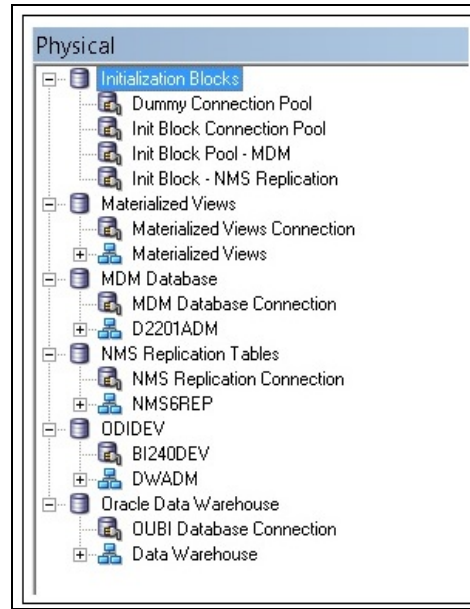 Physical
Initialization Blocks
Dummy Connection Pool
Init Block Connection Pool
Init Block Pool - MDM
Init Block - NMS Replication
Materialized Views
Materialized Views Connection
Materialized Views
MDM Database
MDM Database Connection
D2201ADM
NMS Replication Tables
NMS Replication Connection
NMS6REP
ODIDEV
BI240DEV
DWADM
Oracle Data Warehouse
OUBI Database Connection
Data Warehouse